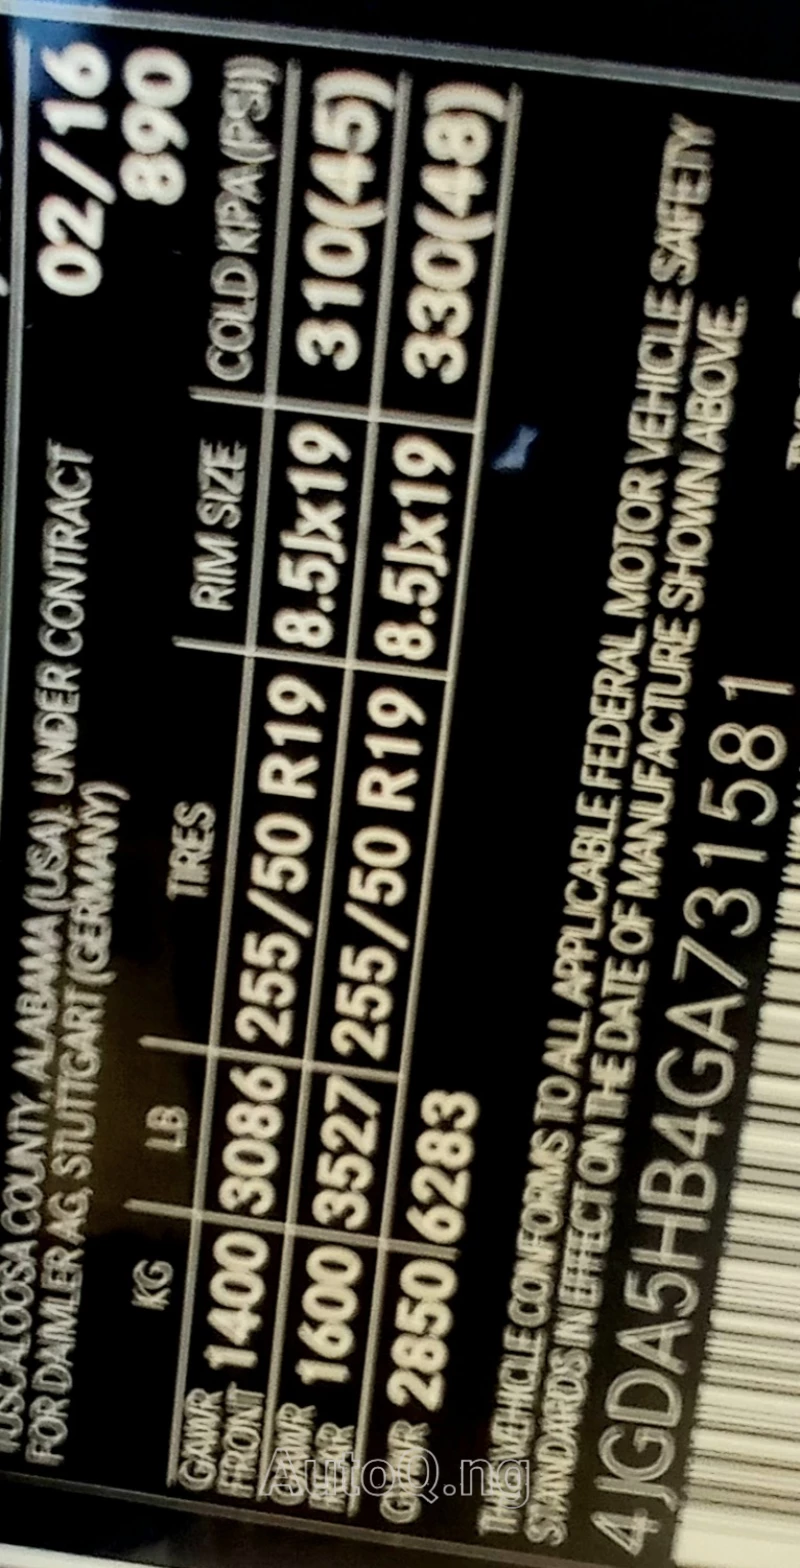 TUSCALOOSA COUNTY, ALABAMA (USA), UNDER CONTRACT 02/16
FOR DAIMLER AG, STUTTGART (GERMANY) 890
KG LB TIRES RIM SIZE COLD KPA (PSI)
GAWR FRONT 1400 3086 255/50 R19 8.5Jx19 310(45)
GAWR REAR 1600 3527 255/50 R19 8.5Jx19 330(48)
GVWR 2850 6283
THIS VEHICLE CONFORMS TO ALL APPLICABLE FEDERAL MOTOR VEHICLE SAFETY
STANDARDS IN EFFECT ON THE DATE OF MANUFACTURE SHOWN ABOVE.
4JGDA5HB4GA731581
AutoQ.ng